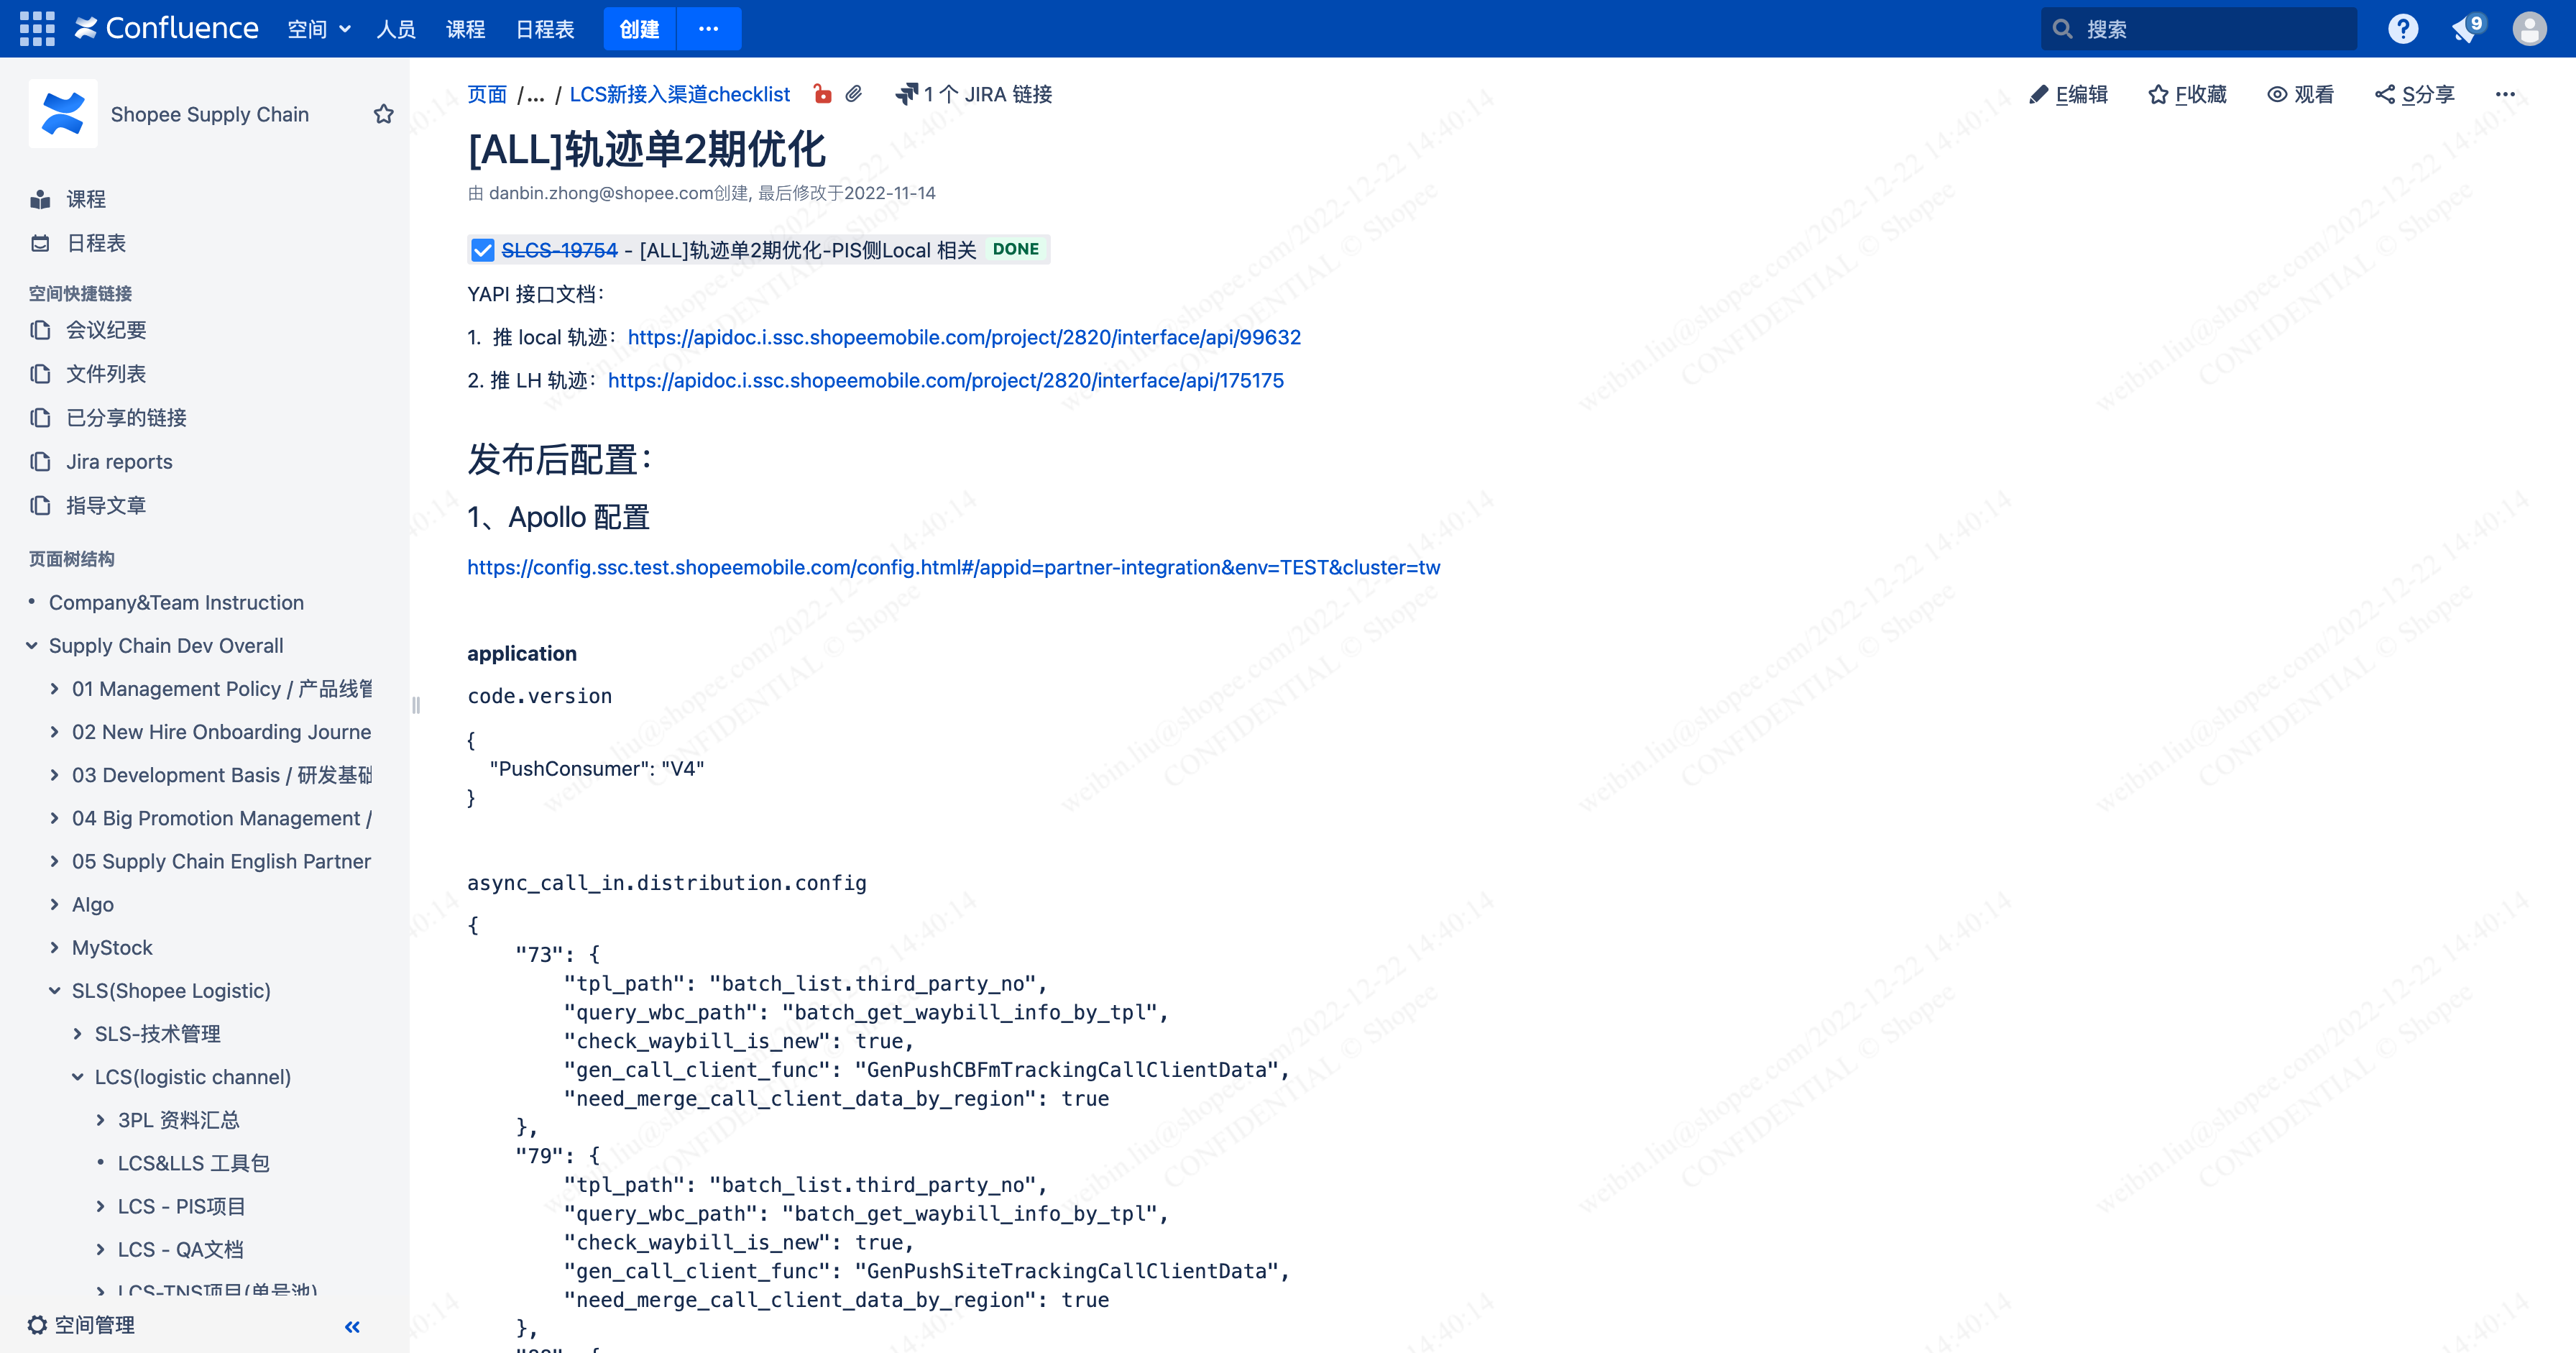 Confluence 空间 人员 课程 日程表 创建 ··· 搜索 9
Shopee Supply Chain
课程
日程表
空间快捷链接
会议纪要
文件列表
已分享的链接
Jira reports
指导文章
页面树结构
Company&Team Instruction
Supply Chain Dev Overall
01 Management Policy / 产品线管
02 New Hire Onboarding Journe
03 Development Basis / 研发基础
04 Big Promotion Management /
05 Supply Chain English Partner
Algo
MyStock
SLS(Shopee Logistic)
SLS-技术管理
LCS(logistic channel)
3PL 资料汇总
LCS&LLS 工具包
LCS - PIS项目
LCS - QA文档
LCS-TNS项目(单号池)
空间管理
页面 /... / LCS新接入渠道checklist 1 个 JIRA 链接 E编辑 F收藏 观看 S分享 ···
[ALL]轨迹单2期优化
由 danbin.zhong@shopee.com创建, 最后修改于2022-11-14
SLCS-19754 - [ALL]轨迹单2期优化-PIS侧Local 相关 DONE
YAPI 接口文档：
1. 推 local 轨迹：https://apidoc.i.ssc.shopeemobile.com/project/2820/interface/api/99632
2. 推 LH 轨迹：https://apidoc.i.ssc.shopeemobile.com/project/2820/interface/api/175175
发布后配置：
1、Apollo 配置
https://config.ssc.test.shopeemobile.com/config.html#/appid=partner-integration&env=TEST&cluster=tw
application
code.version
{
"PushConsumer": "V4"
}
async_call_in.distribution.config
{
"73": {
"tpl_path": "batch_list.third_party_no",
"query_wbc_path": "batch_get_waybill_info_by_tpl",
"check_waybill_is_new": true,
"gen_call_client_func": "GenPushCBFmTrackingCallClientData",
"need_merge_call_client_data_by_region": true
},
"79": {
"tpl_path": "batch_list.third_party_no",
"query_wbc_path": "batch_get_waybill_info_by_tpl",
"check_waybill_is_new": true,
"gen_call_client_func": "GenPushSiteTrackingCallClientData",
"need_merge_call_client_data_by_region": true
},
weibin.liu@shopee.com/2022-12-22 14:40:14
CONFIDENTIAL © Shopee